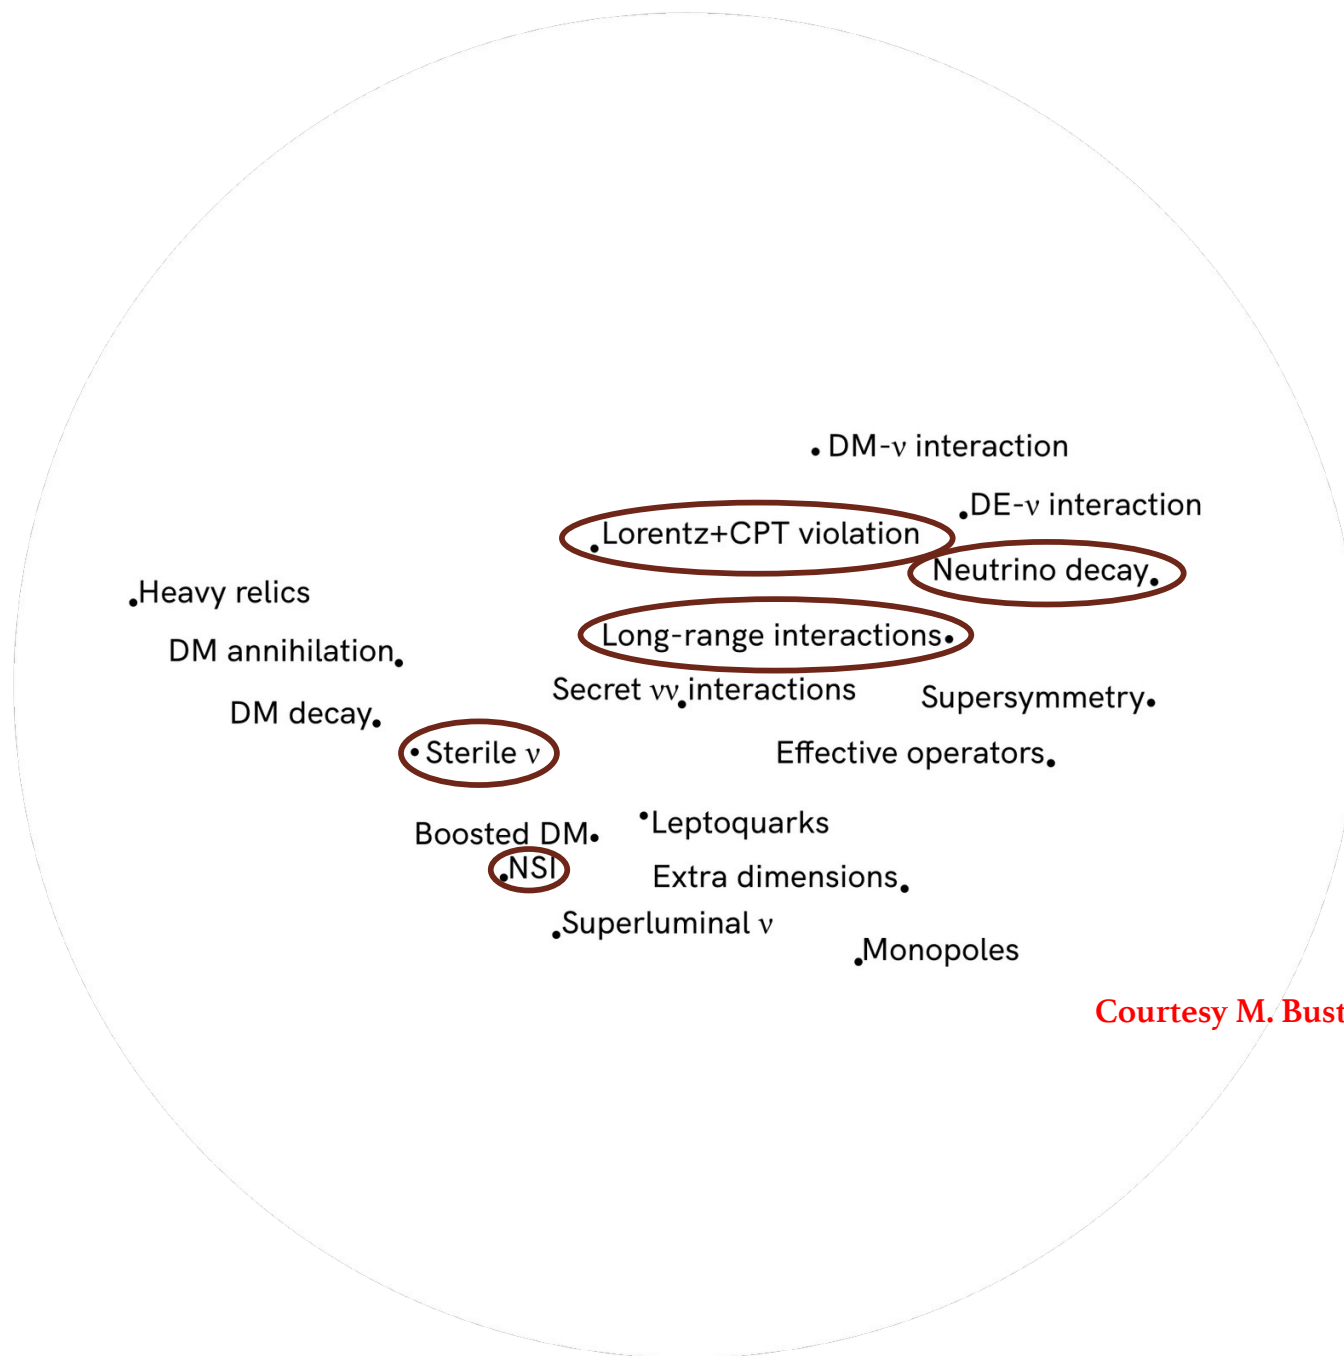 DM-ν interaction
DE-ν interaction
Lorentz+CPT violation
Neutrino decay
Heavy relics
Long-range interactions
DM annihilation
Secret νν interactions
Supersymmetry
DM decay
Sterile ν
Effective operators
Leptoquarks
Boosted DM
NSI
Extra dimensions
Superluminal ν
Monopoles
Courtesy M. Bust